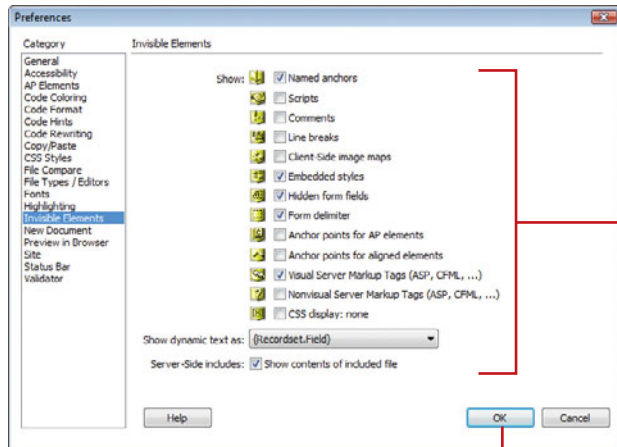 Preferences
Category
Invisible Elements
General
Accessibility
AP Elements
Code Coloring
Code Format
Code Hints
Code Rewriting
Copy/Paste
CSS Styles
File Compare
File Types / Editors
Fonts
Highlighting
Invisible Elements
New Document
Preview in Browser
Site
Status Bar
Validator
Show:
Named anchors
Scripts
Comments
Line breaks
Client-Side image maps
Embedded styles
Hidden form fields
Form delimiter
Anchor points for AP elements
Anchor points for aligned elements
Visual Server Markup Tags (ASP, CFML, ...)
Nonvisual Server Markup Tags (ASP, CFML, ...)
CSS display: none
Show dynamic text as: {Recordset.Field}
Server-Side includes: Show contents of included file
Help
OK
Cancel